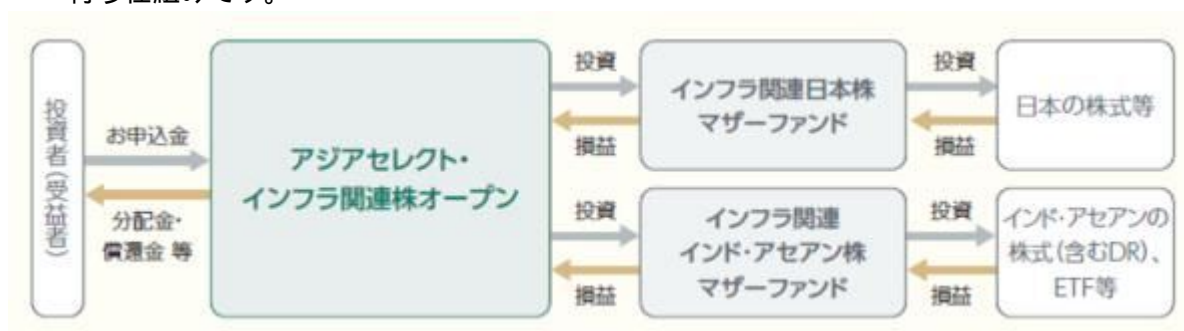 投資者(受益者)
お申込金
分配金・
償還金 等
アジアセレクト・
インフラ関連株オープン
投資
損益
インフラ関連日本株
マザーファンド
投資
損益
日本の株式等
投資
損益
インフラ関連
インド・アセアン株
マザーファンド
投資
損益
インド・アセアンの
株式(含むDR)、
ETF等